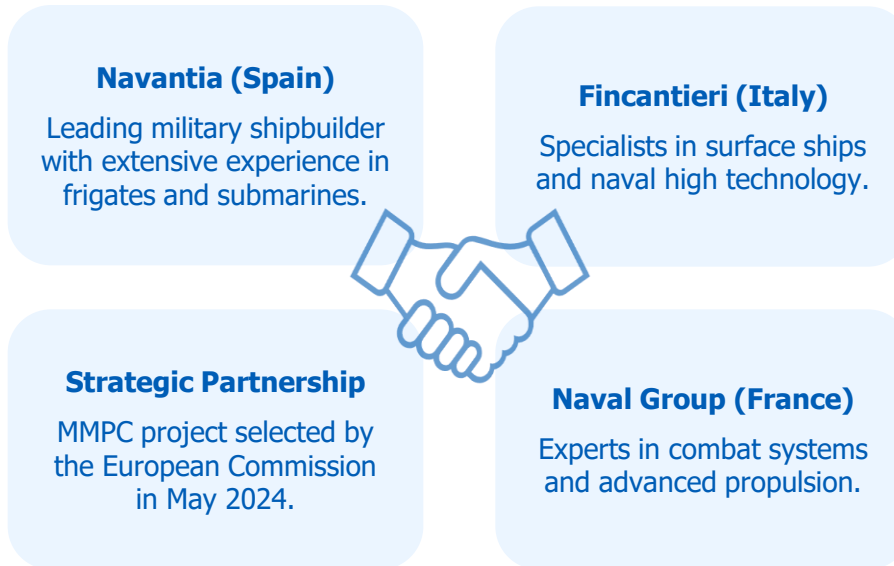 Navantia (Spain)
Leading military shipbuilder
with extensive experience in
frigates and submarines.
Fincantieri (Italy)
Specialists in surface ships
and naval high technology.
Strategic Partnership
MMPC project selected by
the European Commission
in May 2024.
Naval Group (France)
Experts in combat systems
and advanced propulsion.